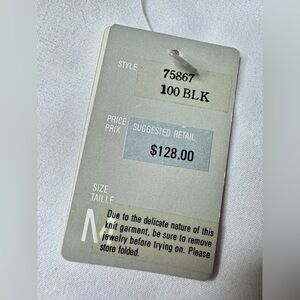 STYLE 75867
100 BLK
PRICE SUGGESTED RETAIL
PRIX
$128.00
SIZE
TAILLE
M
Due to the delicate nature of this
knit garment, be sure to remove
jewelry before trying on. Please
store folded.